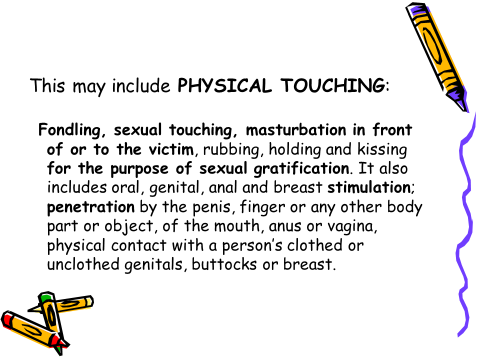 This may include PHYSICAL TOUCHING:
Fondling, sexual touching, masturbation in front
of or to the victim, rubbing, holding and kissing
for the purpose of sexual gratification. It also
includes oral, genital, anal and breast stimulation;
penetration by the penis, finger or any other body
part or object, of the mouth, anus or vagina,
physical contact with a person's clothed or
unclothed genitals, buttocks or breast.